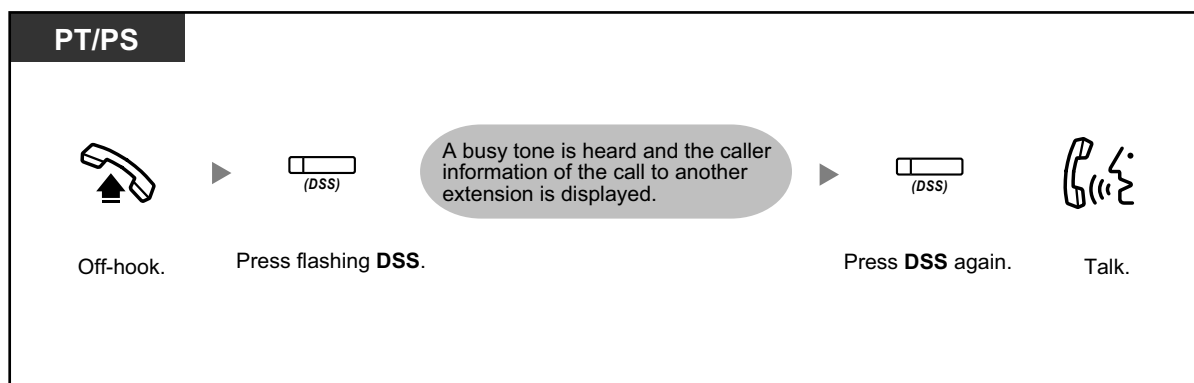 PT/PS
(DSS)
A busy tone is heard and the caller
information of the call to another
extension is displayed.
(DSS)
Off-hook.
Press flashing DSS.
Press DSS again.
Talk.